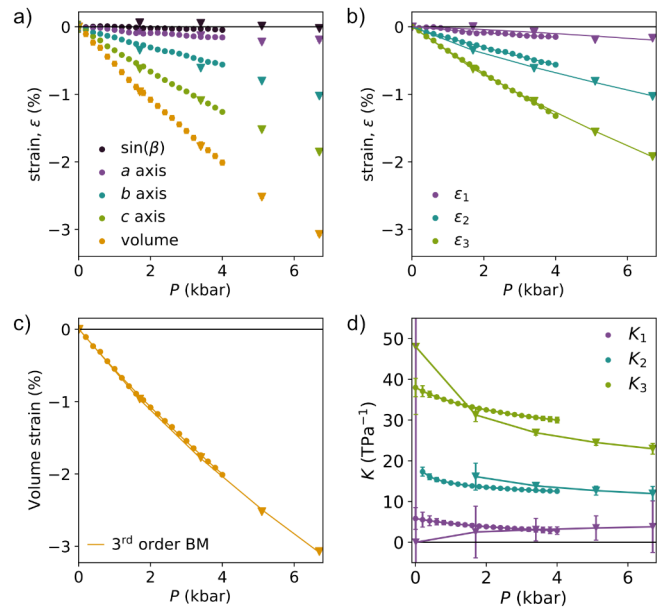 a)
strain, ε (%)
0
−1
−2
−3
sin(β)
a axis
b axis
c axis
volume
0 2 4 6
P (kbar)
b)
strain, ε (%)
0
−1
−2
−3
ε₁
ε₂
ε₃
0 2 4 6
P (kbar)
c)
Volume strain (%)
0
−1
−2
−3
3rd order BM
0 2 4 6
P (kbar)
d)
K (TPa⁻¹)
50
40
30
20
10
0
K₁
K₂
K₃
0 2 4 6
P (kbar)